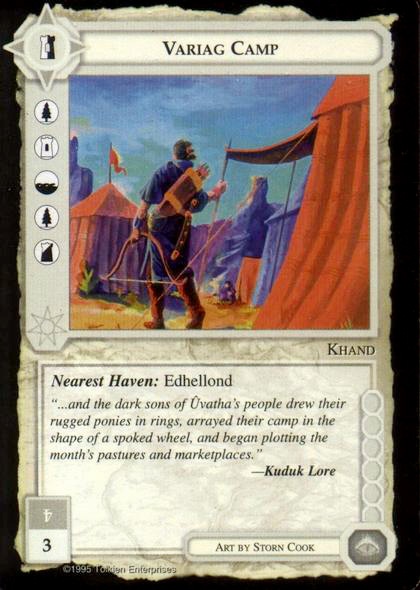 VARIAG CAMP
KHAND
Nearest Haven: Edhellond
“...and the dark sons of Ûvatha’s people drew their
rugged ponies in rings, arrayed their camp in the
shape of a spoked wheel, and began plotting the
month’s pastures and marketplaces.”
—Kuduk Lore
4
3
ART BY STORN COOK
©1995 Tolkien Enterprises